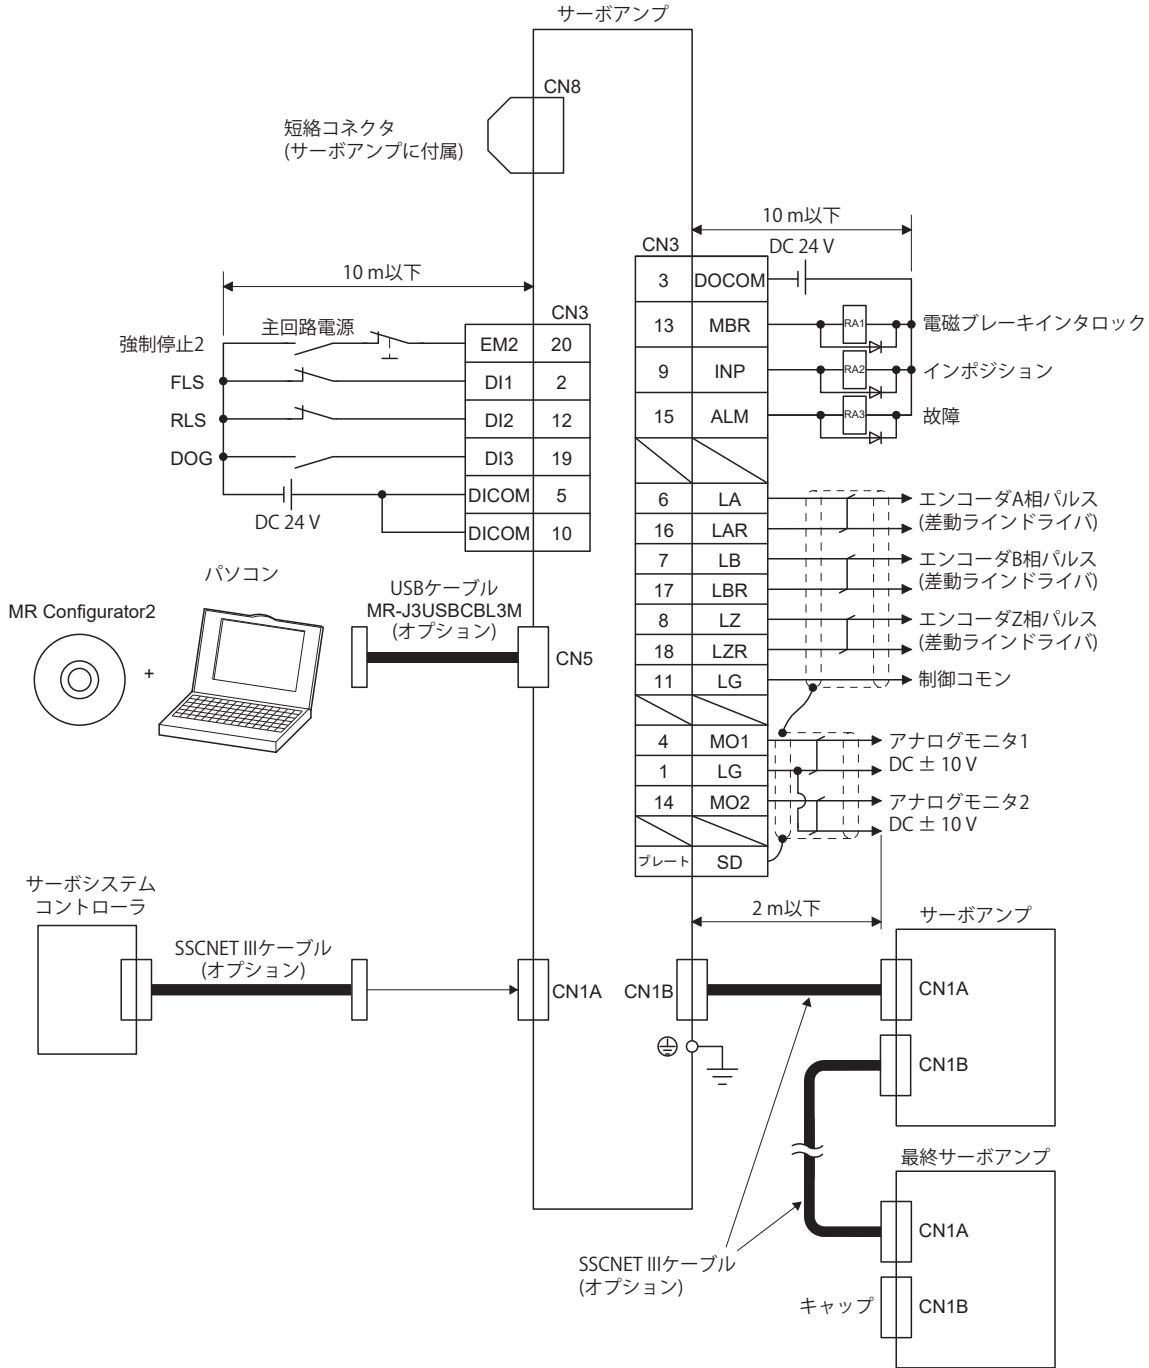 サーボアンプ
CN8
短絡コネクタ
(サーボアンプに付属)
10 m以下
CN3
強制停止2
主回路電源
EM2 20
FLS
DI1 2
RLS
DI2 12
DOG
DI3 19
DICOM 5
DC 24 V
DICOM 10
10 m以下
CN3
DC 24 V
3 DOCOM
13 MBR
RA1
電磁ブレーキインタロック
9 INP
RA2
インポジション
15 ALM
RA3
故障
6 LA
エンコーダA相パルス
(差動ラインドライバ)
16 LAR
7 LB
エンコーダB相パルス
(差動ラインドライバ)
17 LBR
8 LZ
エンコーダZ相パルス
(差動ラインドライバ)
18 LZR
11 LG
制御コモン
4 MO1
アナログモニタ1
DC ± 10 V
1 LG
14 MO2
アナログモニタ2
DC ± 10 V
プレート SD
2 m以下
パソコン
MR Configurator2
+
USBケーブル
MR-J3USBCBL3M
(オプション)
CN5
サーボシステム
コントローラ
SSCNET IIIケーブル
(オプション)
CN1A
CN1B
サーボアンプ
CN1A
CN1B
最終サーボアンプ
CN1A
SSCNET IIIケーブル
(オプション)
キャップ
CN1B